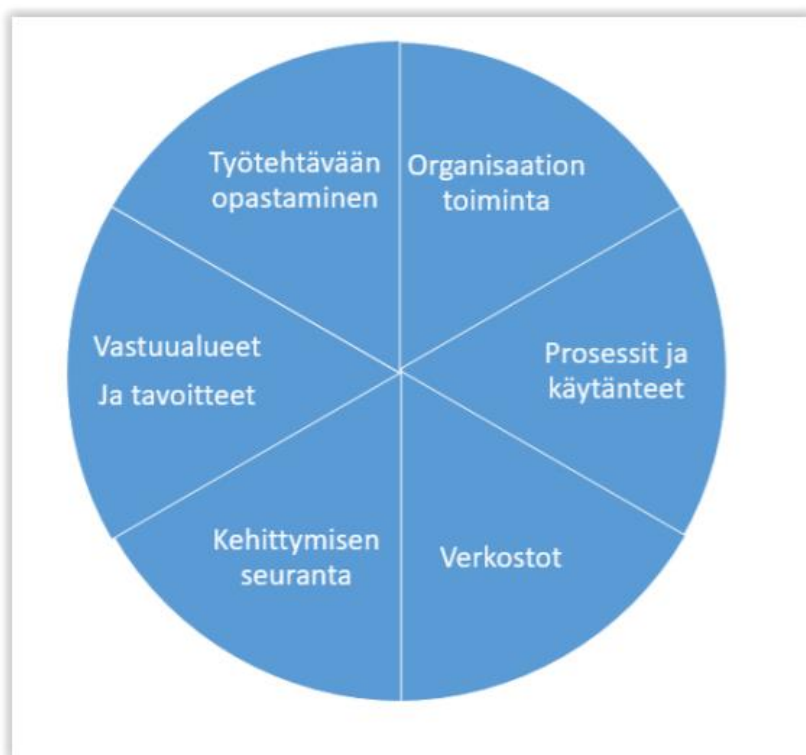 Työtehtävään
opastaminen
Organisaation
toiminta
Vastuualueet
Ja tavoitteet
Prosessit ja
käytänteet
Kehittymisen
seuranta
Verkostot